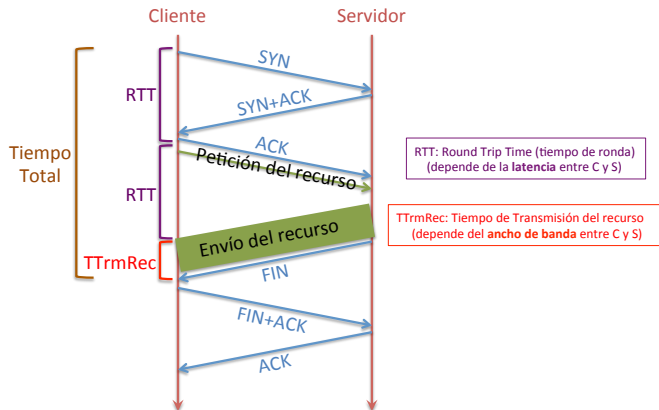 Cliente
Servidor
SYN
RTT
SYN+ACK
ACK
Petición del recurso
Tiempo
Total
RTT
RTT: Round Trip Time (tiempo de ronda)
(depende de la latencia entre C y S)
Envío del recurso
TTrmRec: Tiempo de Transmisión del recurso
(depende del ancho de banda entre C y S)
TTrmRec
FIN
FIN+ACK
ACK